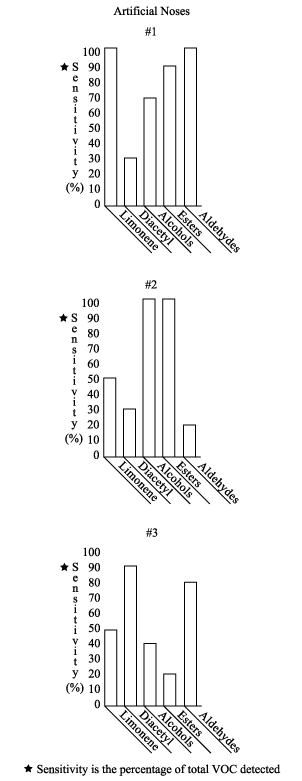 Artificial Noses
#1
★ Sensitivity (%)
100
90
80
70
60
50
40
30
20
10
0
Limonene
Diacetyl
Alcohols
Esters
Aldehydes
#2
★ Sensitivity (%)
100
90
80
70
60
50
40
30
20
10
0
Limonene
Diacetyl
Alcohols
Esters
Aldehydes
#3
★ Sensitivity (%)
100
90
80
70
60
50
40
30
20
10
0
Limonene
Diacetyl
Alcohols
Esters
Aldehydes
★ Sensitivity is the percentage of total VOC detected